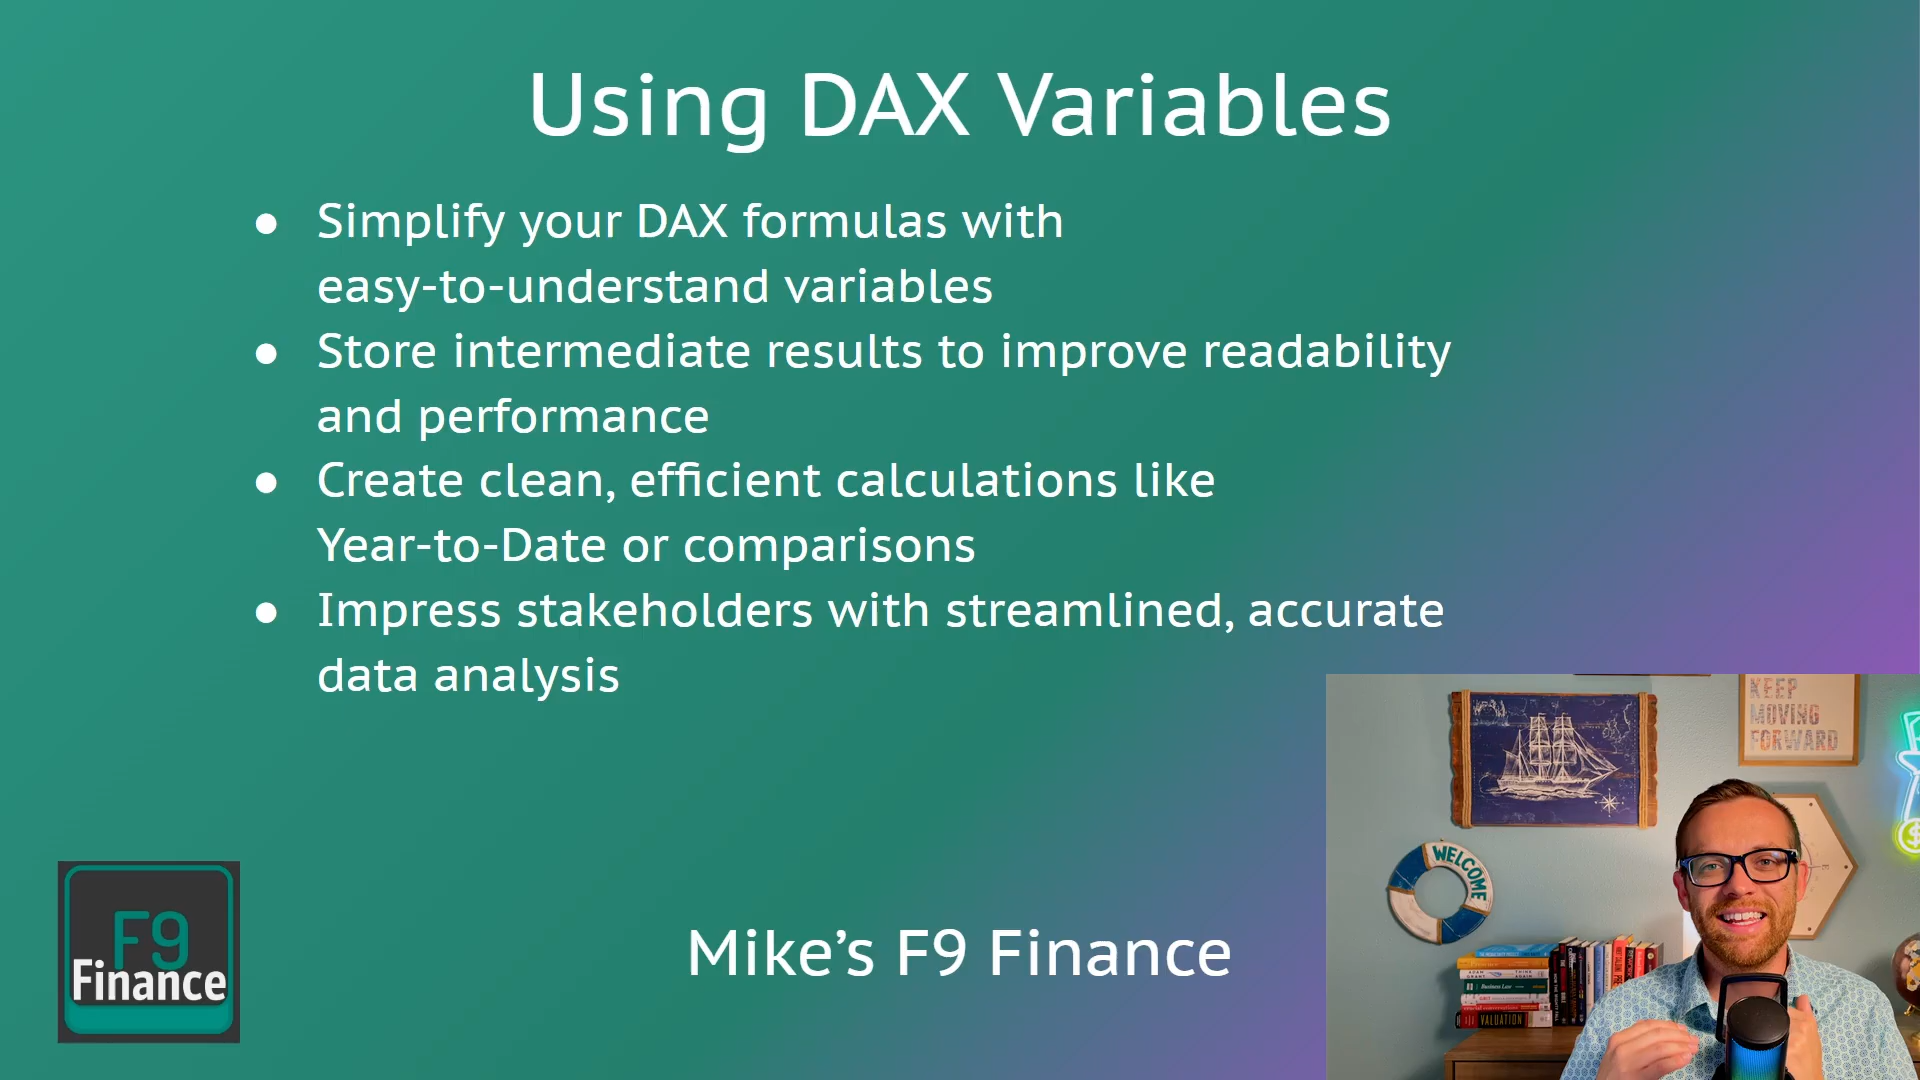 Using DAX Variables
● Simplify your DAX formulas with
easy-to-understand variables
● Store intermediate results to improve readability
and performance
● Create clean, efficient calculations like
Year-to-Date or comparisons
● Impress stakeholders with streamlined, accurate
data analysis
KEEP
MOVING
FORWARD
WELCOME
F9
Finance
Mike’s F9 Finance
Business Law
VALUATION